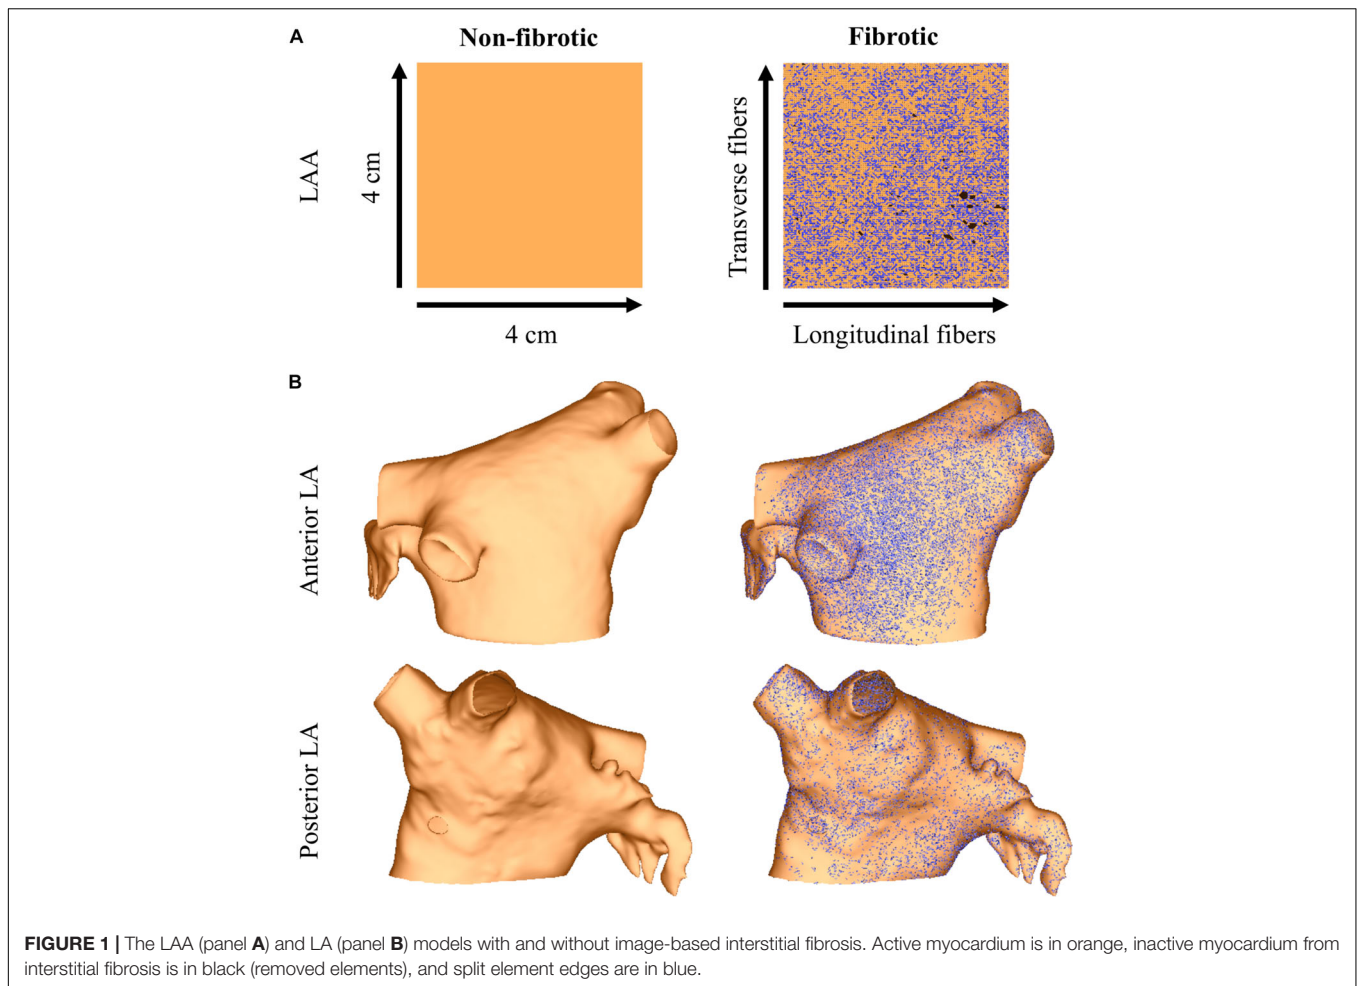 A
Non-fibrotic
Fibrotic
LAA
4 cm
4 cm
Transverse fibers
Longitudinal fibers
B
Anterior LA
Posterior LA
FIGURE 1 | The LAA (panel A) and LA (panel B) models with and without image-based interstitial fibrosis. Active myocardium is in orange, inactive myocardium from
interstitial fibrosis is in black (removed elements), and split element edges are in blue.